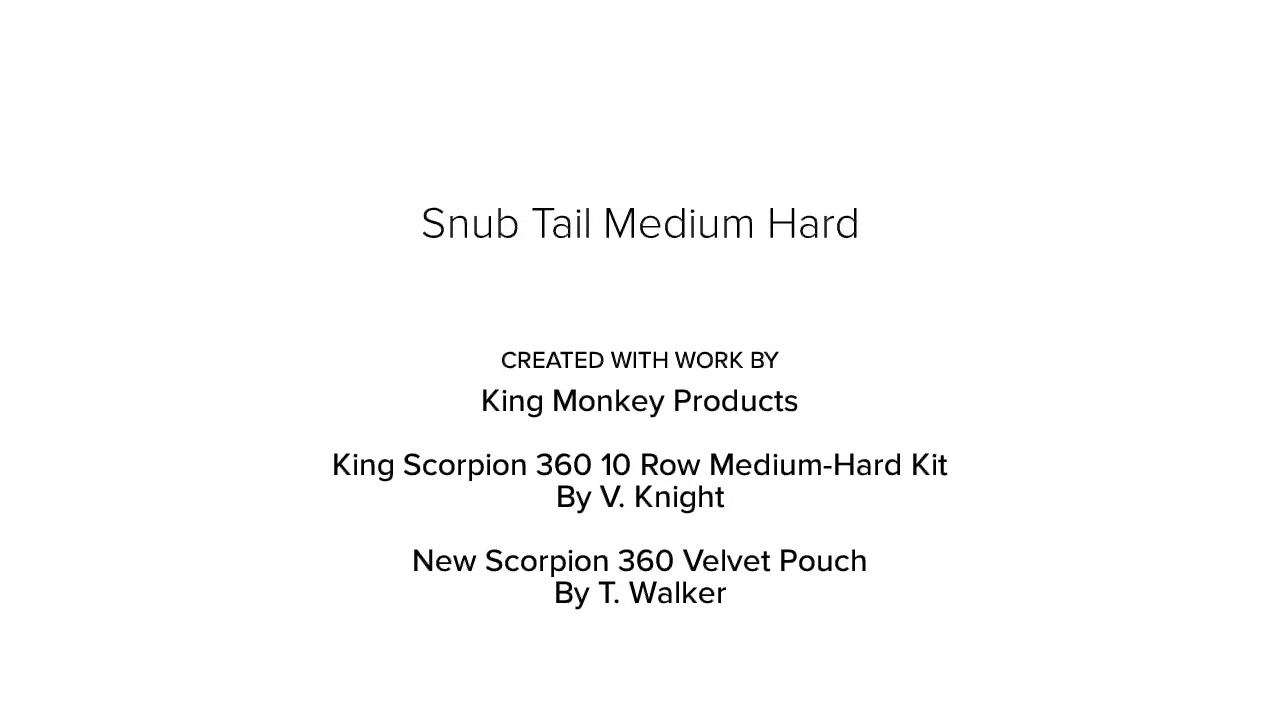 Snub Tail Medium Hard
CREATED WITH WORK BY
King Monkey Products
King Scorpion 360 10 Row Medium-Hard Kit
By V. Knight
New Scorpion 360 Velvet Pouch
By T. Walker